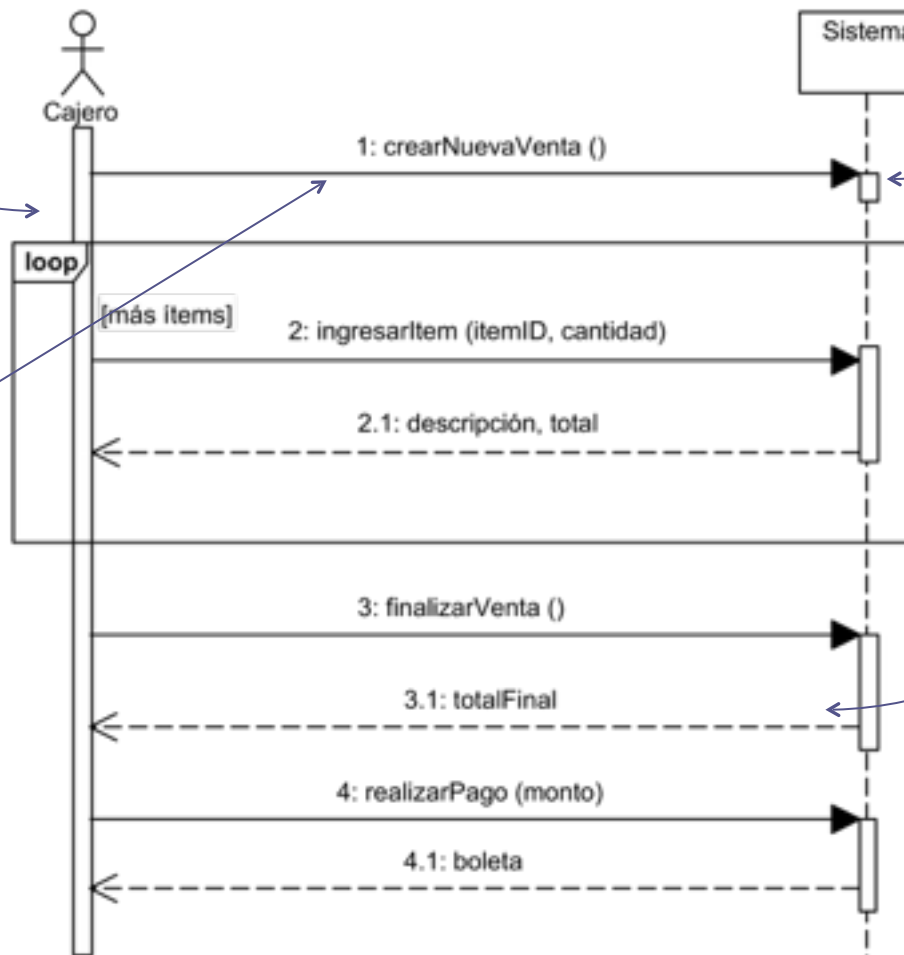 Cajero
Sistema
1: crearNuevaVenta ()
loop
[más ítems]
2: ingresarItem (itemID, cantidad)
2.1: descripción, total
3: finalizarVenta ()
3.1: totalFinal
4: realizarPago (monto)
4.1: boleta